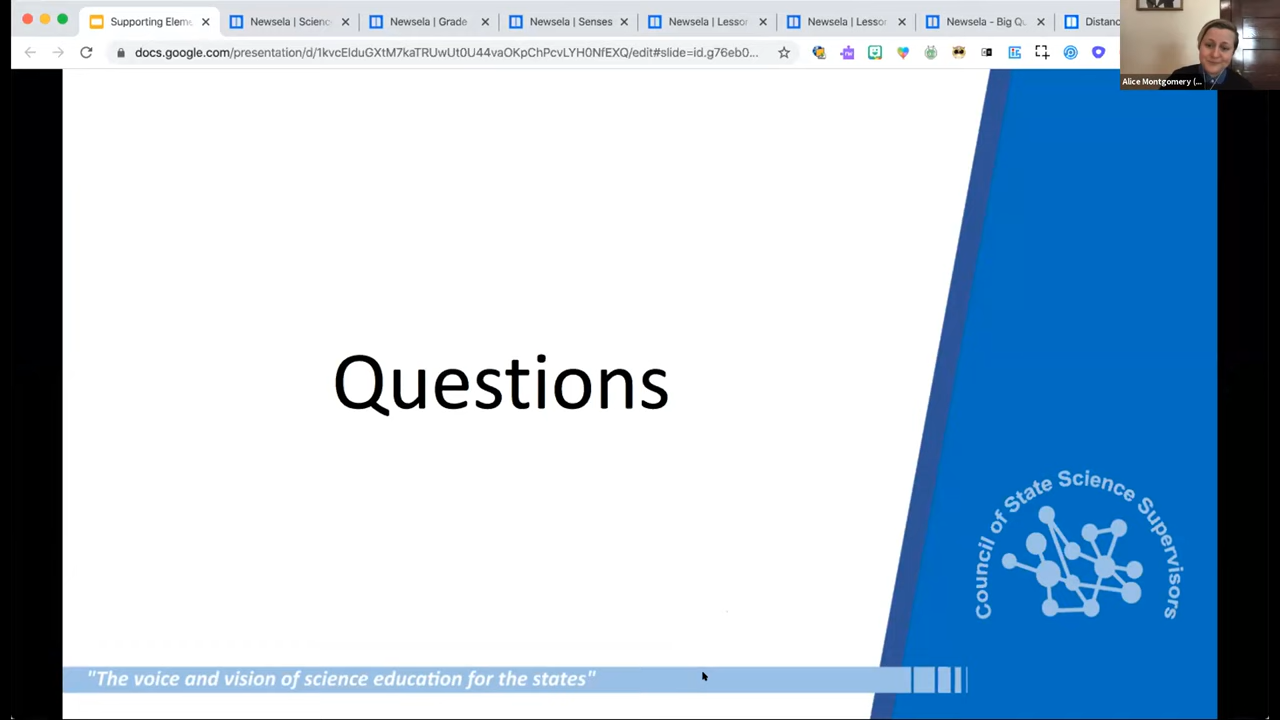 Supporting Eleme
Newsela | Scienc
Newsela | Grade
Newsela | Senses
Newsela | Lesso
Newsela | Lesso
Newsela - Big Qu
Distanc
docs.google.com/presentation/d/1kvcEIduGXtM7kaTRUwUt0U44vaOKpChPcvLYH0NfEXQ/edit#slide=id.g76eb0...
Alice Montgomery (...
Questions
Council of State Science Supervisors
"The voice and vision of science education for the states"